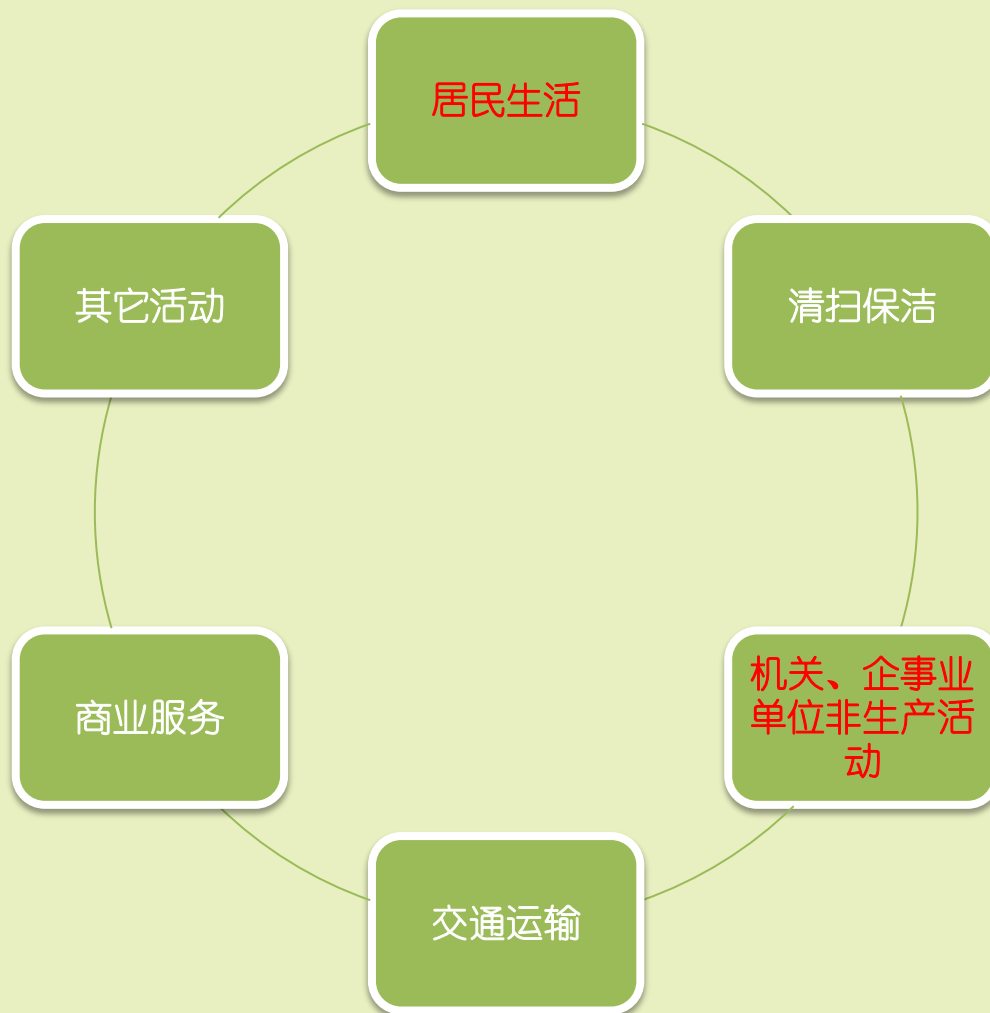 居民生活
其它活动
清扫保洁
商业服务
机关、企事业
单位非生产活
动
交通运输